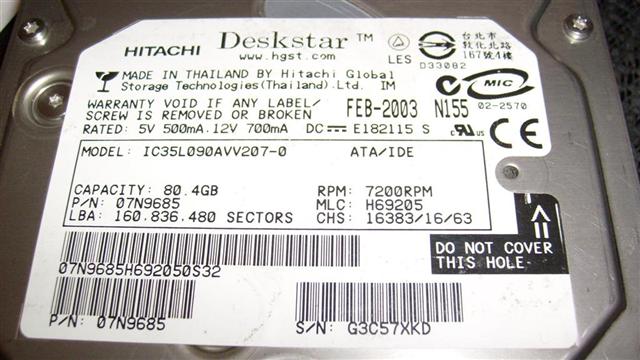 HITACHI Deskstar™
www.hgst.com
LES
D33082
台北市
敦化北路
167號4樓
MADE IN THAILAND BY Hitachi Global
Storage Technologies(Thailand).Ltd. IM
MIC
WARRANTY VOID IF ANY LABEL/
SCREW IS REMOVED OR BROKEN
FEB-2003 N155 02-2570
RATED: 5V 500mA.12V 700mA DC E182115 S
c UL US CE
MODEL: IC35L090AVV207-0 ATA/IDE
CAPACITY: 80.4GB RPM: 7200RPM
P/N: 07N9685 MLC: H69205
LBA: 160.836.480 SECTORS CHS: 16383/16/63
DO NOT COVER
THIS HOLE-
07N9685H692050S32
P/N: 07N9685 S/N: G3C57XKD